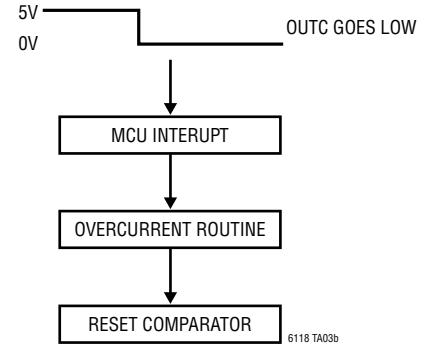 5V
OUTC GOES LOW
0V
MCU INTERUPT
OVERCURRENT ROUTINE
RESET COMPARATOR
6118 TA03b